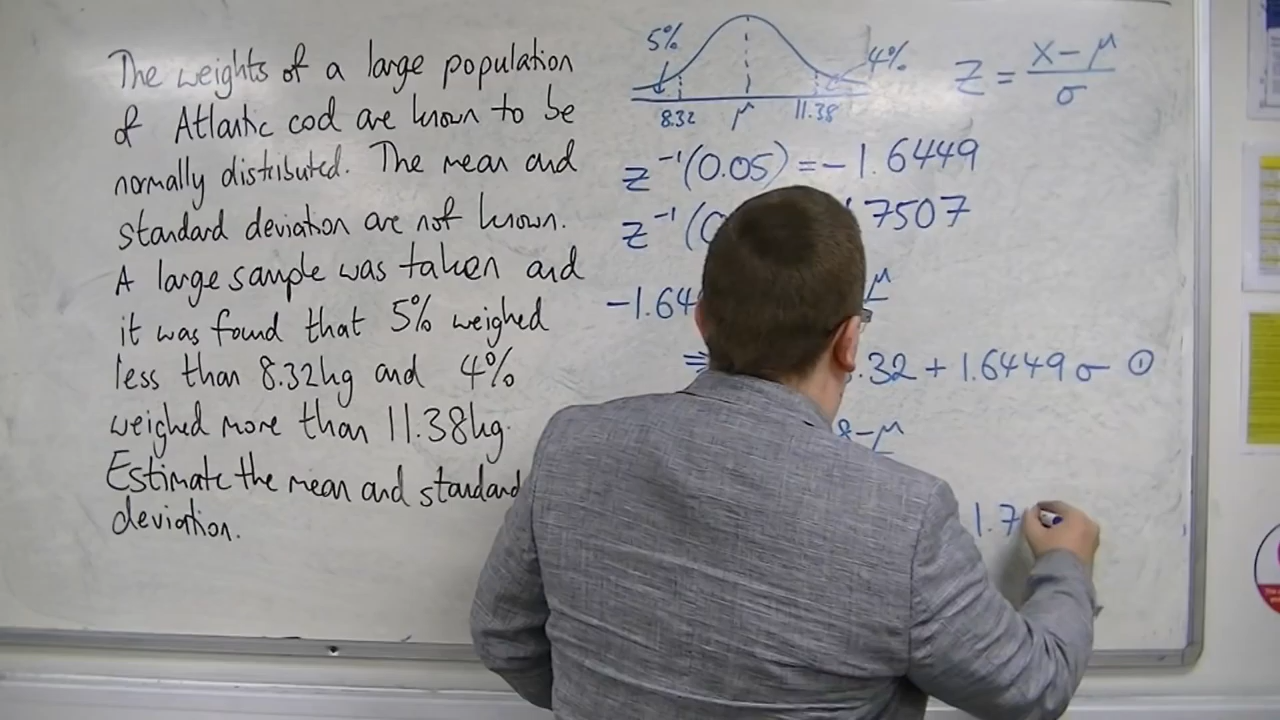 The weights of a large population
of Atlantic cod are known to be
normally distributed. The mean and
standard deviation are not known.
A large sample was taken and
it was found that 5% weighed
less than 8.32kg and 4%
weighed more than 11.38kg.
Estimate the mean and standard
deviation.
5% 4%
8.32 μ 11.38
Z = (x - μ)/σ
z⁻¹(0.05) = -1.6449
z⁻¹(0 7507
-1.64 μ
⇒ .32 + 1.6449σ ①
8-μ
1.7